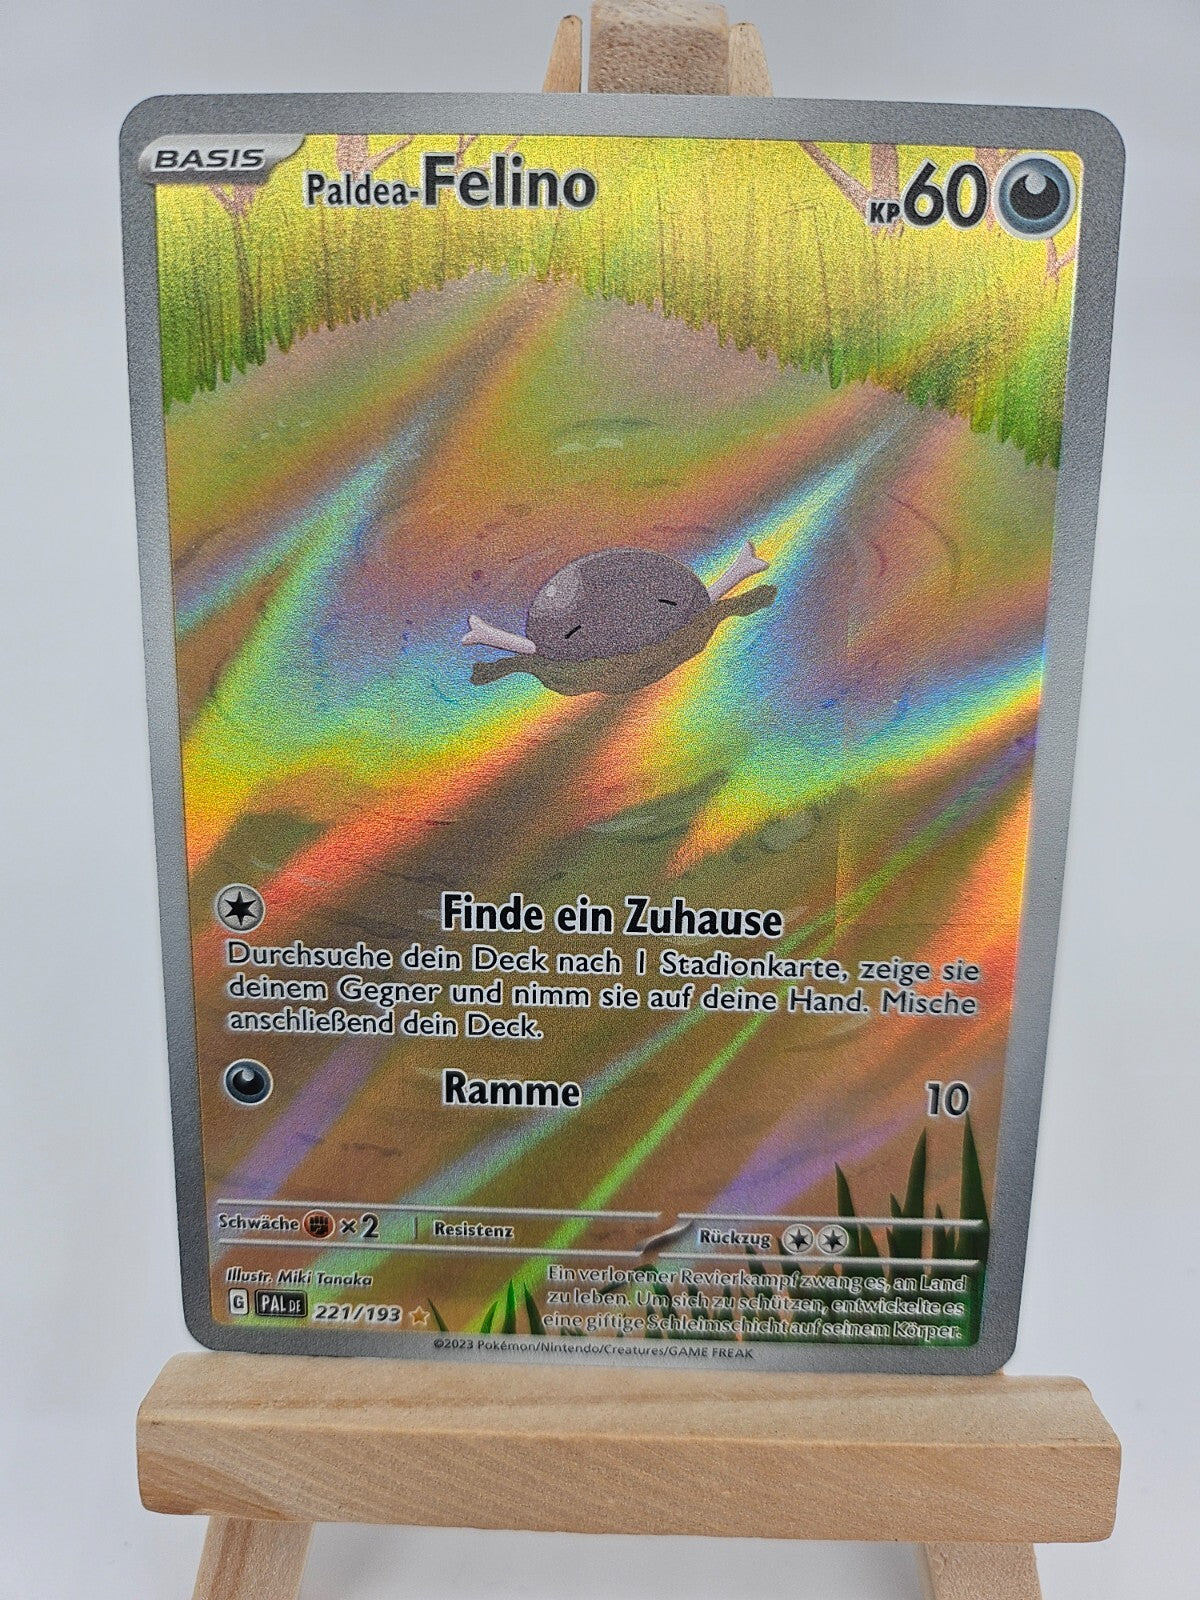 BASIS
Paldea-Felino
KP 60
Finde ein Zuhause
Durchsuche dein Deck nach 1 Stadionkarte, zeige sie
deinem Gegner und nimm sie auf deine Hand. Mische
anschließend dein Deck.
Ramme 10
Schwäche ×2 Resistenz Rückzug
Illustr. Miki Tanaka
G PAL DE 221/193
Ein verlorener Revierkampf zwang es, an Land
zu leben. Um sich zu schützen, entwickelte es
eine giftige Schleimschicht auf seinem Körper.
©2023 Pokémon/Nintendo/Creatures/GAME FREAK